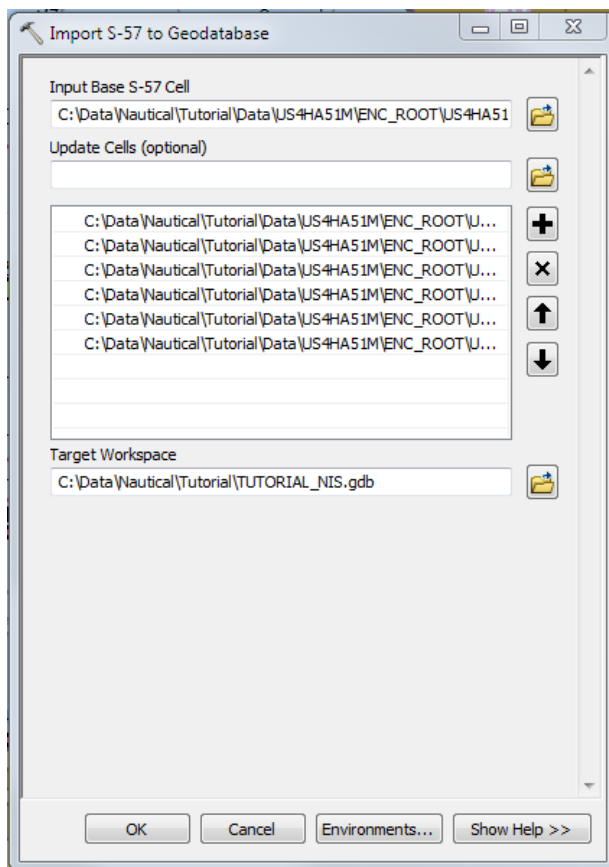 Import S-57 to Geodatabase
Input Base S-57 Cell
C:\Data\Nautical\Tutorial\Data\US4HA51M\ENC_ROOT\US4HA51
Update Cells (optional)
C:\Data\Nautical\Tutorial\Data\US4HA51M\ENC_ROOT\U...
C:\Data\Nautical\Tutorial\Data\US4HA51M\ENC_ROOT\U...
C:\Data\Nautical\Tutorial\Data\US4HA51M\ENC_ROOT\U...
C:\Data\Nautical\Tutorial\Data\US4HA51M\ENC_ROOT\U...
C:\Data\Nautical\Tutorial\Data\US4HA51M\ENC_ROOT\U...
C:\Data\Nautical\Tutorial\Data\US4HA51M\ENC_ROOT\U...
Target Workspace
C:\Data\Nautical\Tutorial\TUTORIAL_NIS.gdb
OK Cancel Environments... Show Help >>